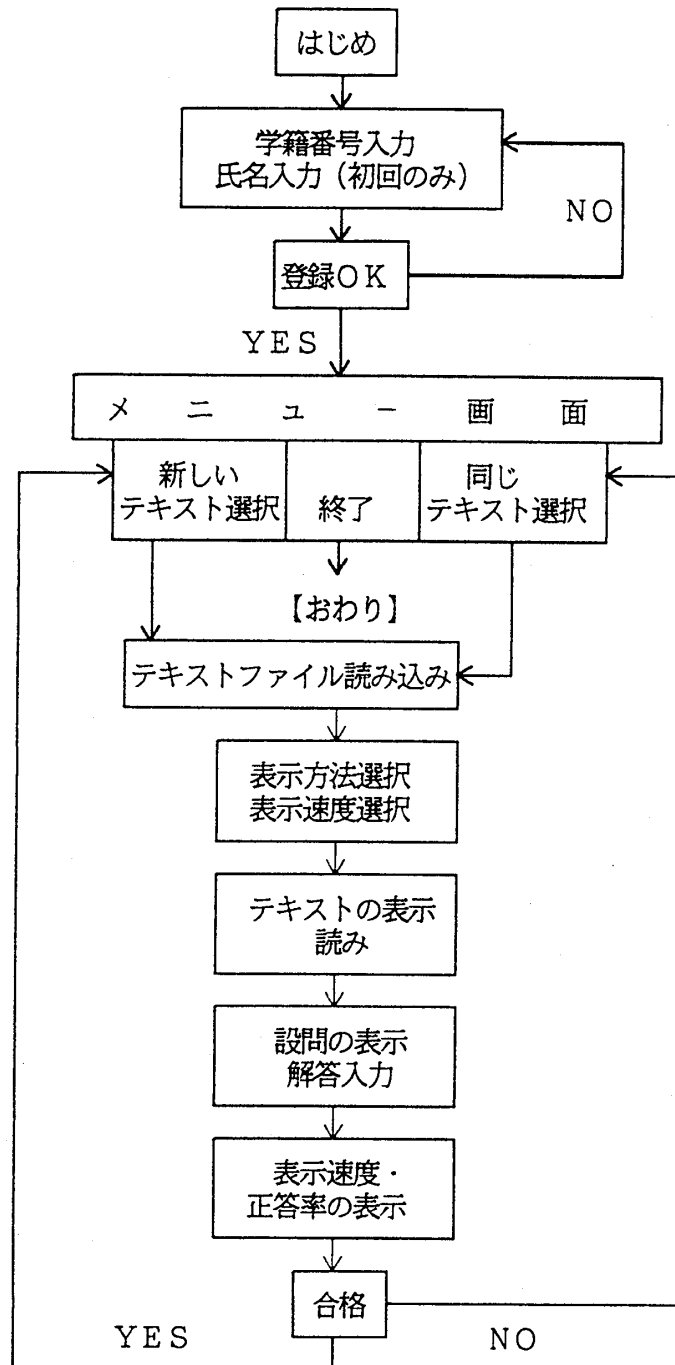 はじめ
学籍番号入力
氏名入力（初回のみ）
NO
登録OK
YES
メニュー画面
新しい
テキスト選択
終了
同じ
テキスト選択
【おわり】
テキストファイル読み込み
表示方法選択
表示速度選択
テキストの表示
読み
設問の表示
解答入力
表示速度・
正答率の表示
合格
YES
NO